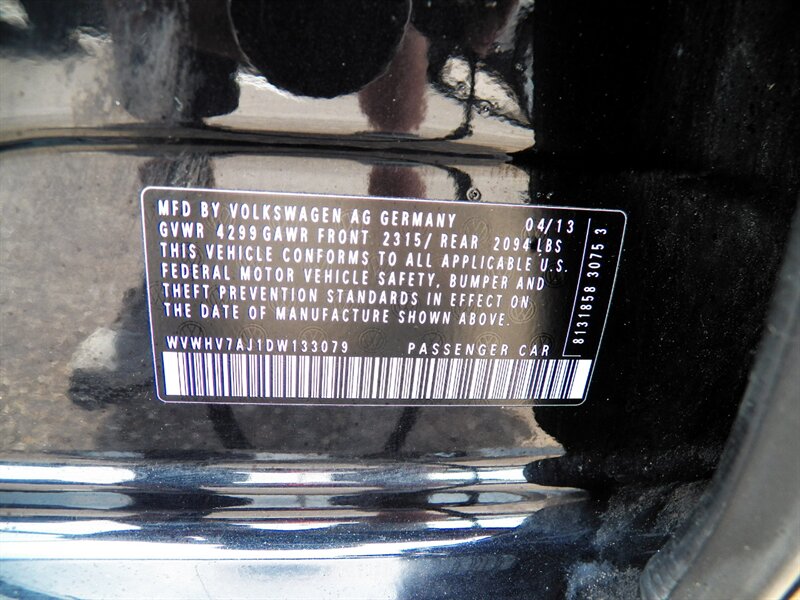 MFD BY VOLKSWAGEN AG GERMANY 04/13
GVWR 4299 GAWR FRONT 2315/ REAR 2094 LBS
THIS VEHICLE CONFORMS TO ALL APPLICABLE U.S.
FEDERAL MOTOR VEHICLE SAFETY, BUMPER AND
THEFT PREVENTION STANDARDS IN EFFECT ON
THE DATE OF MANUFACTURE SHOWN ABOVE.
WVWHV7AJ1DW133079 PASSENGER CAR
8131858 3075 3